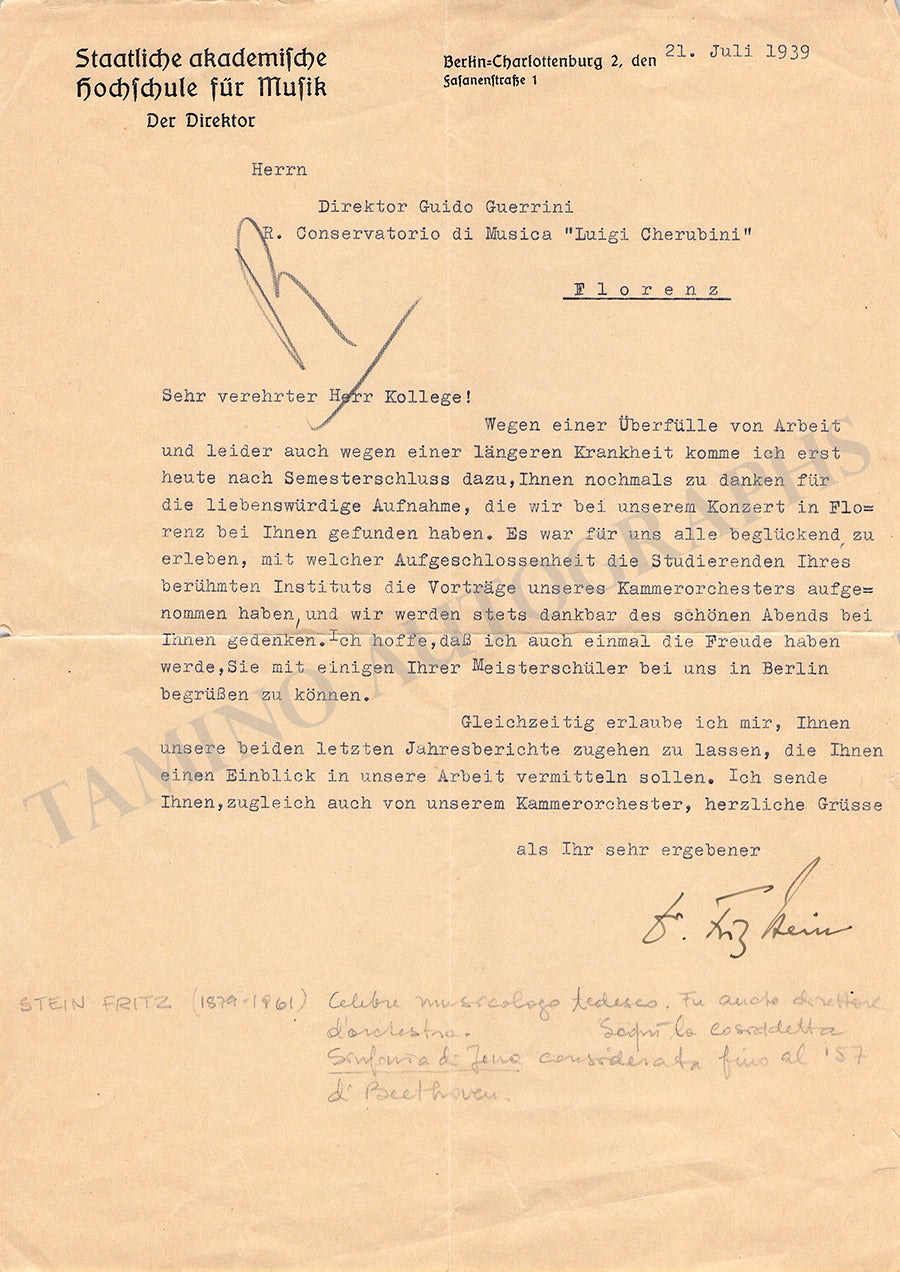 Staatliche akademische
Hochschule für Musik
Der Direktor
Berlin=Charlottenburg 2, den 21. Juli 1939
Fasanenstraße 1
Herrn
Direktor Guido Guerrini
R. Conservatorio di Musica "Luigi Cherubini"
Florenz
R
Sehr verehrter Herr Kollege!
Wegen einer Überfülle von Arbeit
und leider auch wegen einer längeren Krankheit komme ich erst
heute nach Semesterschluss dazu,Ihnen nochmals zu danken für
die liebenswürdige Aufnahme, die wir bei unserem Konzert in Flo=
renz bei Ihnen gefunden haben. Es war für uns alle beglückend, zu
erleben, mit welcher Aufgeschlossenheit die Studierenden Ihres
berühmten Instituts die Vorträge unseres Kammerorchesters aufge=
nommen haben, und wir werden stets dankbar des schönen Abends bei
Ihnen gedenken. Ich hoffe,daß ich auch einmal die Freude haben
werde,Sie mit einigen Ihrer Meisterschüler bei uns in Berlin
begrüßen zu können.
Gleichzeitig erlaube ich mir, Ihnen
unsere beiden letzten Jahresberichte zugehen zu lassen, die Ihnen
einen Einblick in unsere Arbeit vermitteln sollen. Ich sende
Ihnen,zugleich auch von unserem Kammerorchester, herzliche Grüsse
als Ihr sehr ergebener
Dr. Fritz Stein
STEIN FRITZ (1879-1961) Celebre musicologo tedesco. Fu anche direttore
d'orchestra. la cosiddetta
Sinfonia di Jena considerata fino al '57
di Beethoven.
TAMINO AUTOGRAPHS